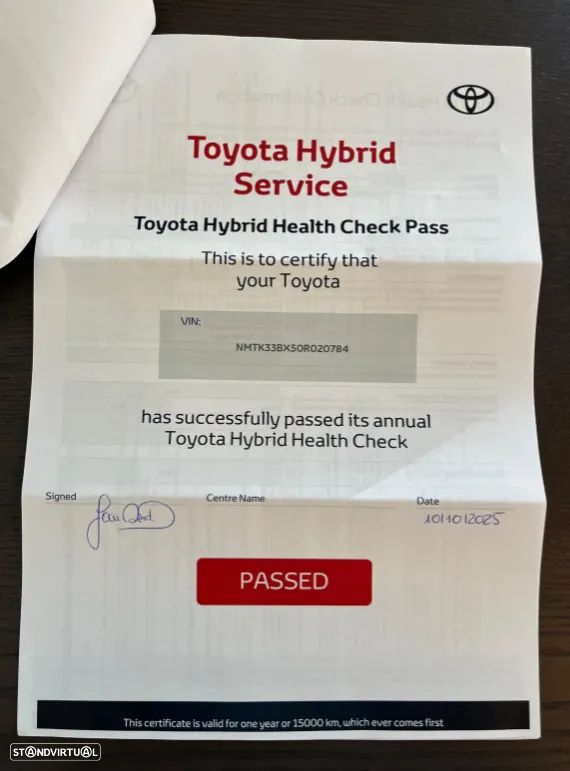 Toyota Hybrid
Service
Toyota Hybrid Health Check Pass
This is to certify that
your Toyota
VIN:
NMTK33BX50R020784
has successfully passed its annual
Toyota Hybrid Health Check
Signed
Centre Name
Date
10/10/2025
PASSED
This certificate is valid for one year or 15000 km, which ever comes first
STANDVIRTUAL